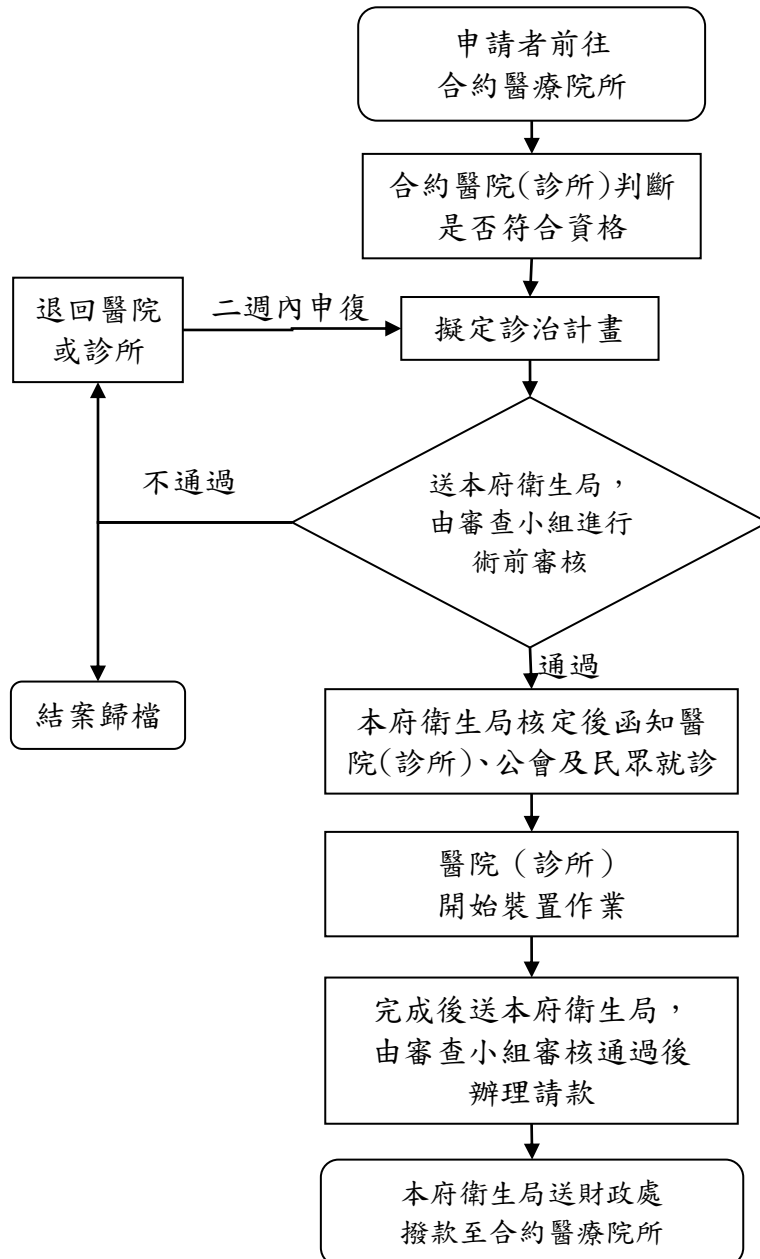 申請者前往
合約醫療院所
合約醫院(診所)判斷
是否符合資格
退回醫院
或診所
二週內申復
擬定診治計畫
不通過
送本府衛生局，
由審查小組進行
術前審核
通過
結案歸檔
本府衛生局核定後函知醫
院(診所)、公會及民眾就診
醫院（診所）
開始裝置作業
完成後送本府衛生局，
由審查小組審核通過後
辦理請款
本府衛生局送財政處
撥款至合約醫療院所